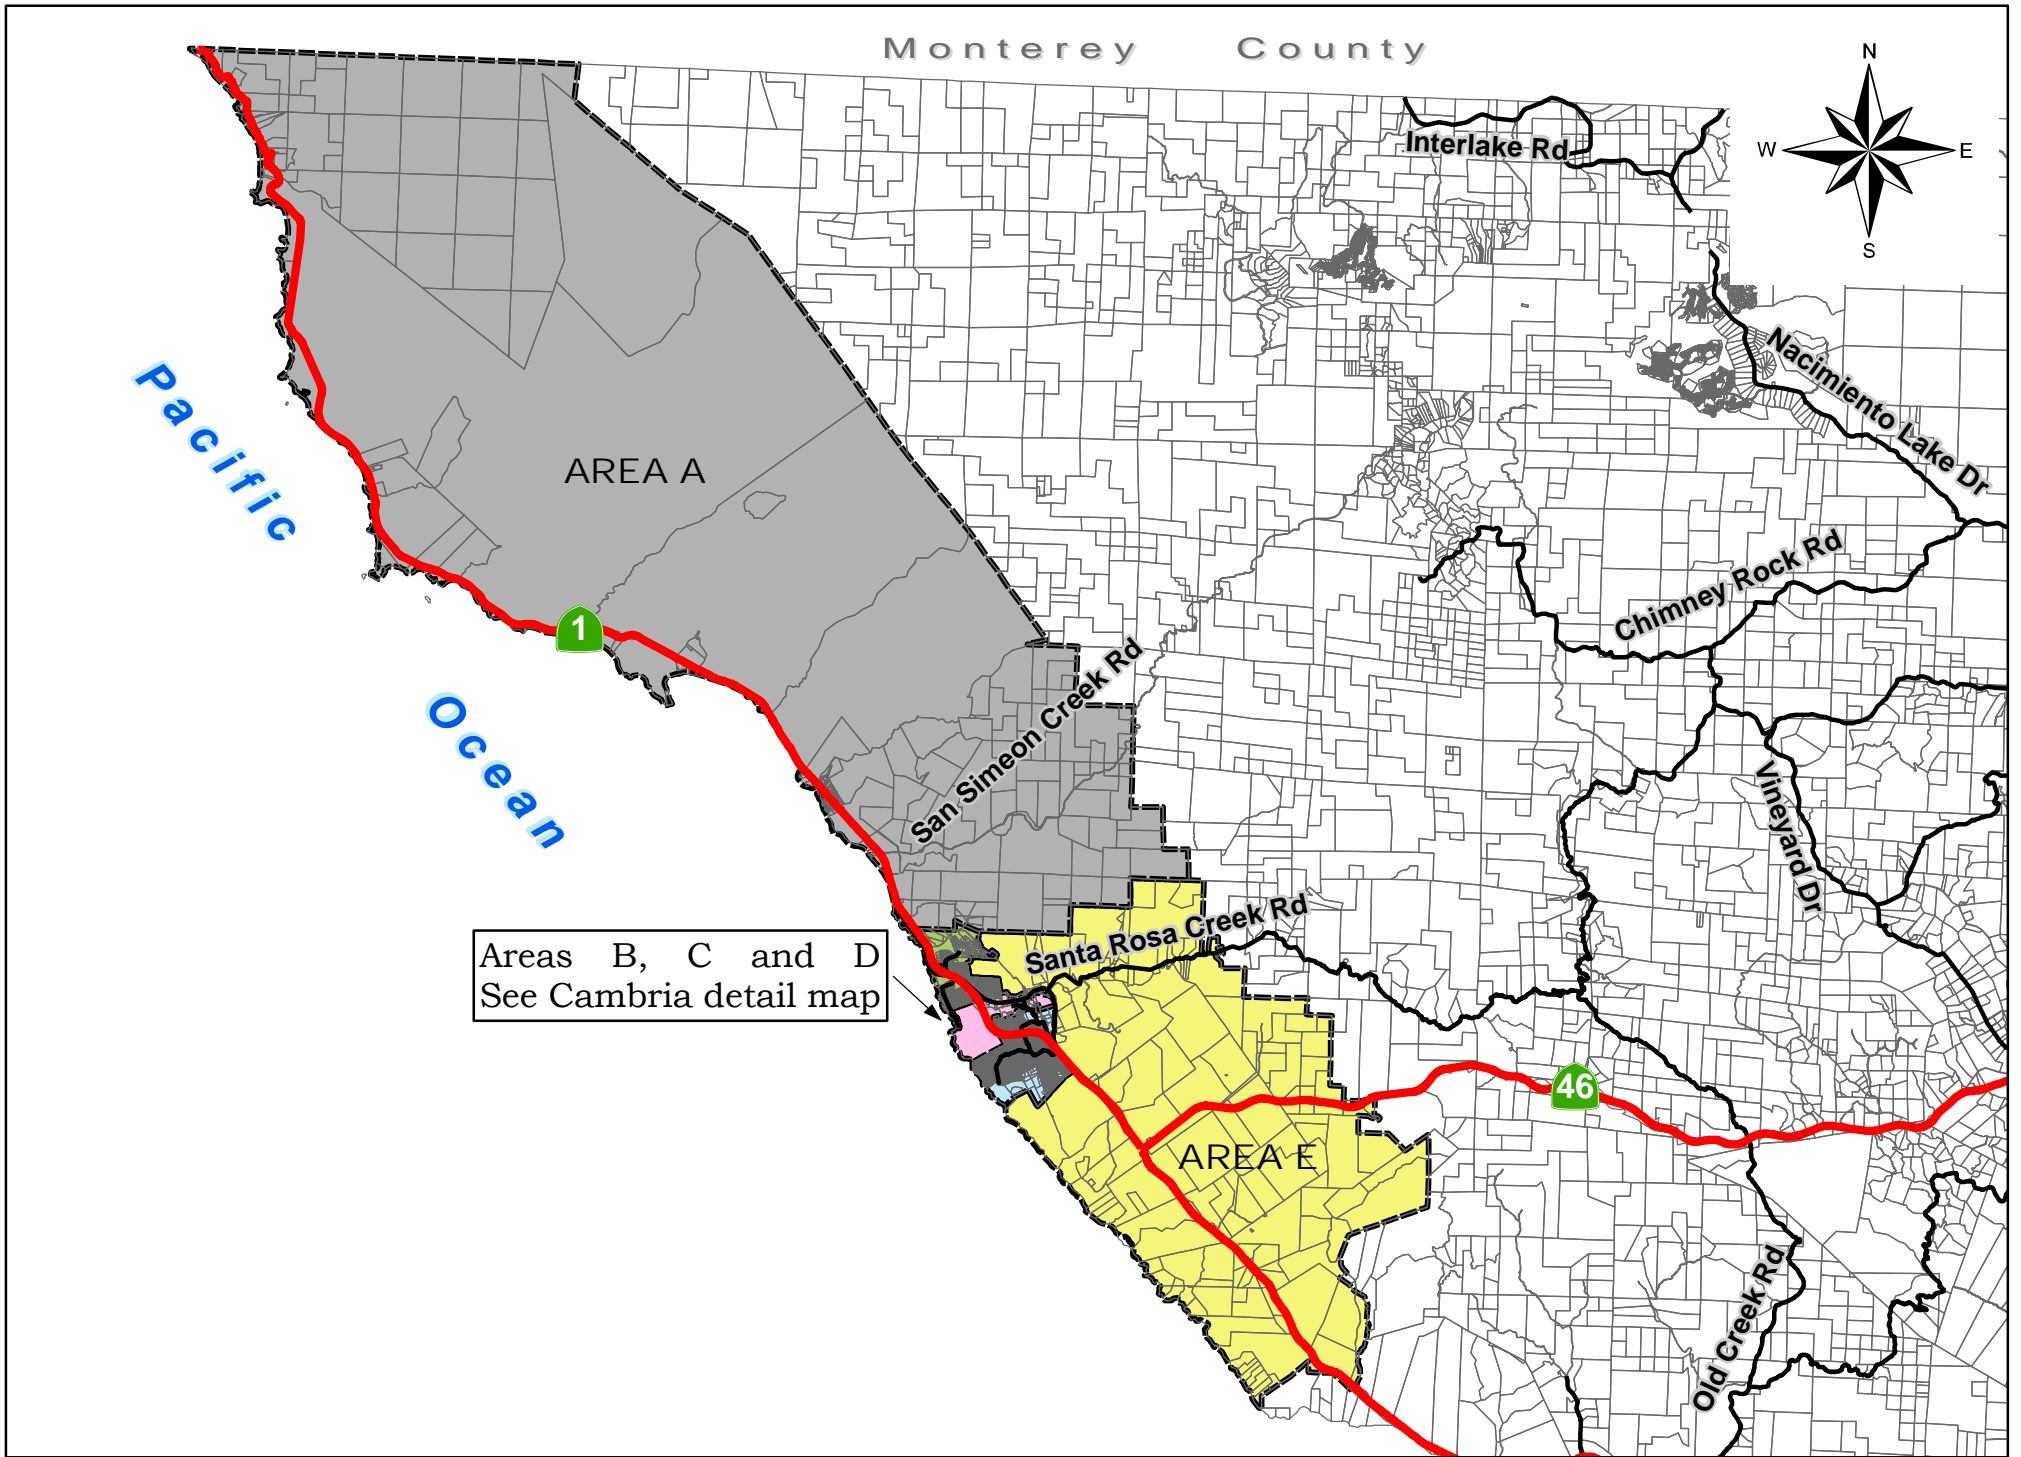 Monterey County
N
W E
S
Interlake Rd
Nacimiento Lake Dr
Pacific
Ocean
AREA A
1
Chimney Rock Rd
San Simeon Creek Rd
Vineyard Dr
Santa Rosa Creek Rd
Areas B, C and D
See Cambria detail map
46
AREA E
Old Creek Rd